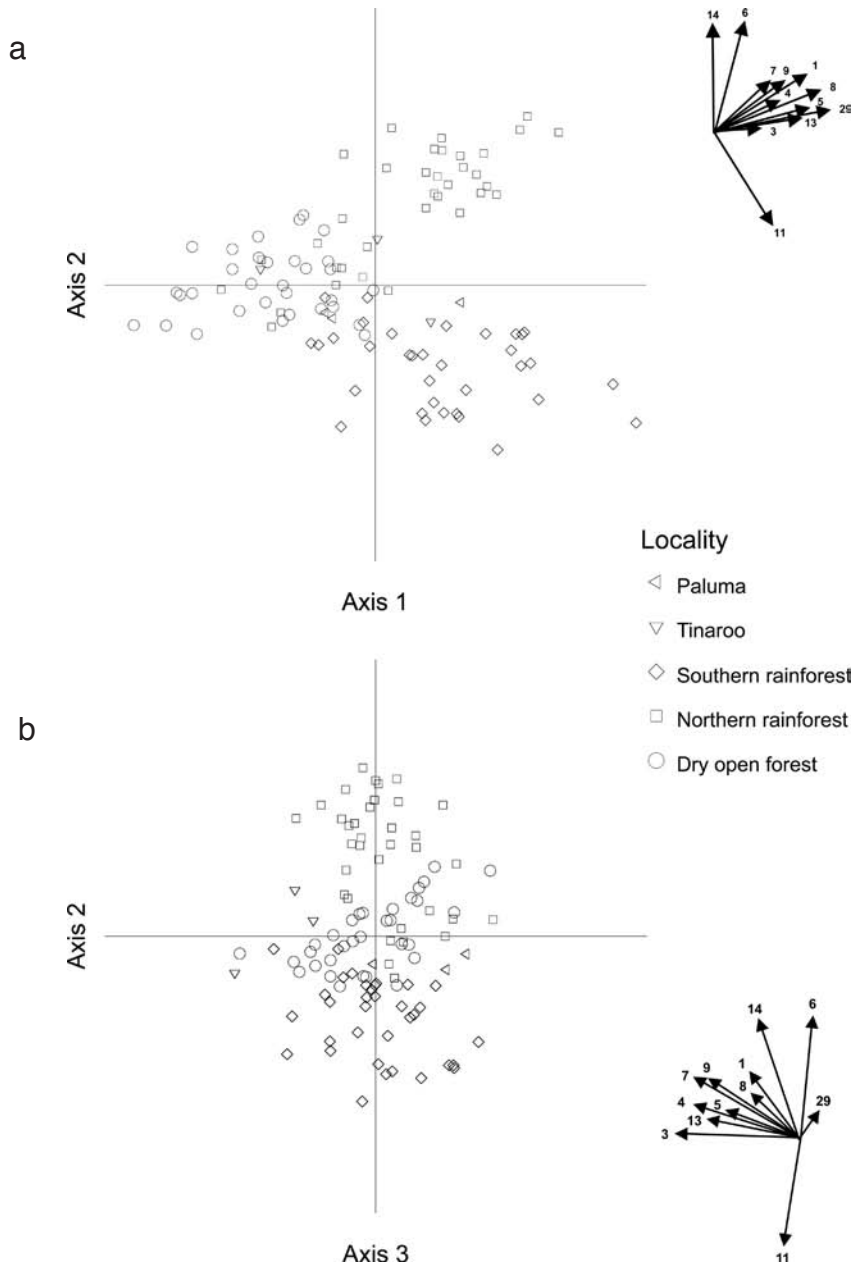 a
14
6
7
9
1
4
8
5
29
13
3
11
Axis 2
Axis 1
Locality
Paluma
Tinaroo
Southern rainforest
Northern rainforest
Dry open forest
b
Axis 2
Axis 3
14
6
9
1
7
8
4
5
29
13
3
11